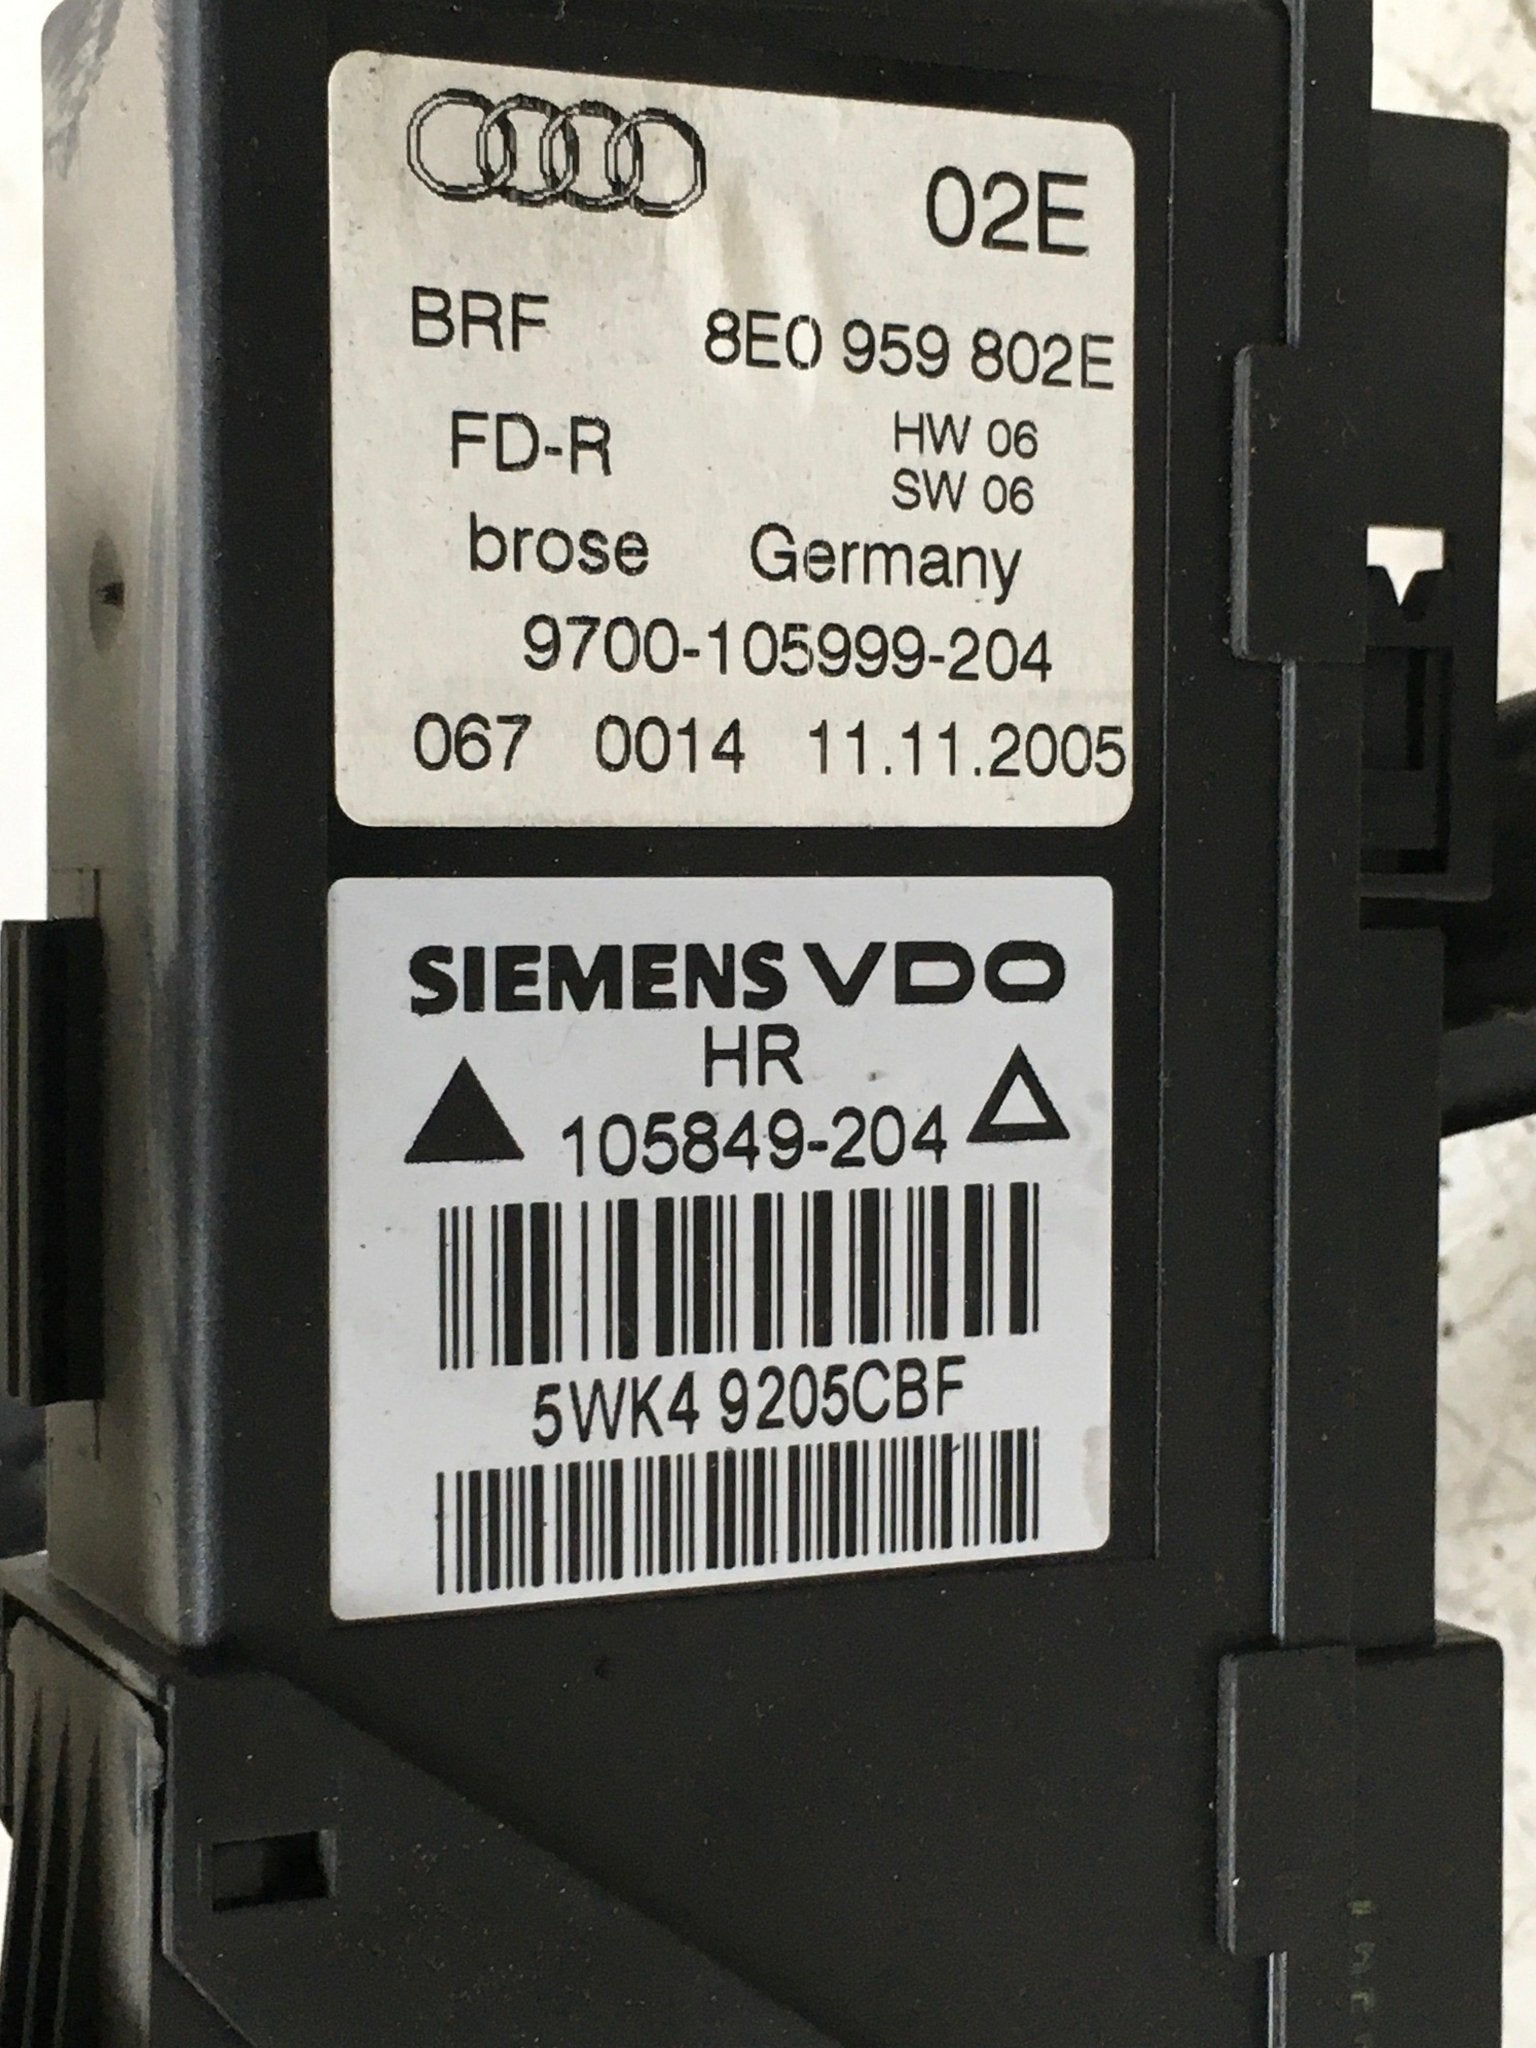 02E
BRF 8E0 959 802E
FD-R HW 06
SW 06
brose Germany
9700-105999-204
067 0014 11.11.2005
SIEMENS VDO
HR
105849-204
5WK4 9205CBF